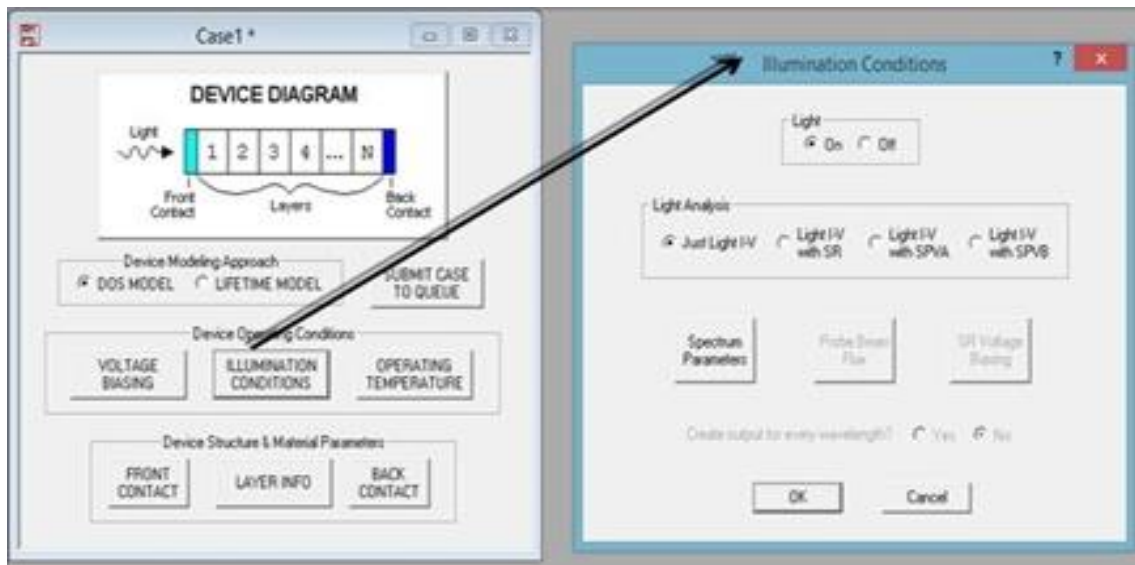 Case1 *
DEVICE DIAGRAM
Light
1 2 3 4 ... N
Front
Contact
Layers
Back
Contact
Device Modeling Approach
DOS MODEL LIFETIME MODEL
SUBMIT CASE
TO QUEUE
Device Operating Conditions
VOLTAGE
BIASING
ILLUMINATION
CONDITIONS
OPERATING
TEMPERATURE
Device Structure & Material Parameters
FRONT
CONTACT
LAYER INFO
BACK
CONTACT
Illumination Conditions
?
Light
On Off
Light Analysis
Just Light I-V
Light I-V
with SR
Light I-V
with SPVA
Light I-V
with SPVB
Spectrum
Parameters
Probe Beam
Flux
SR Voltage
Biasing
Create output for every wavelength? Yes No
OK Cancel